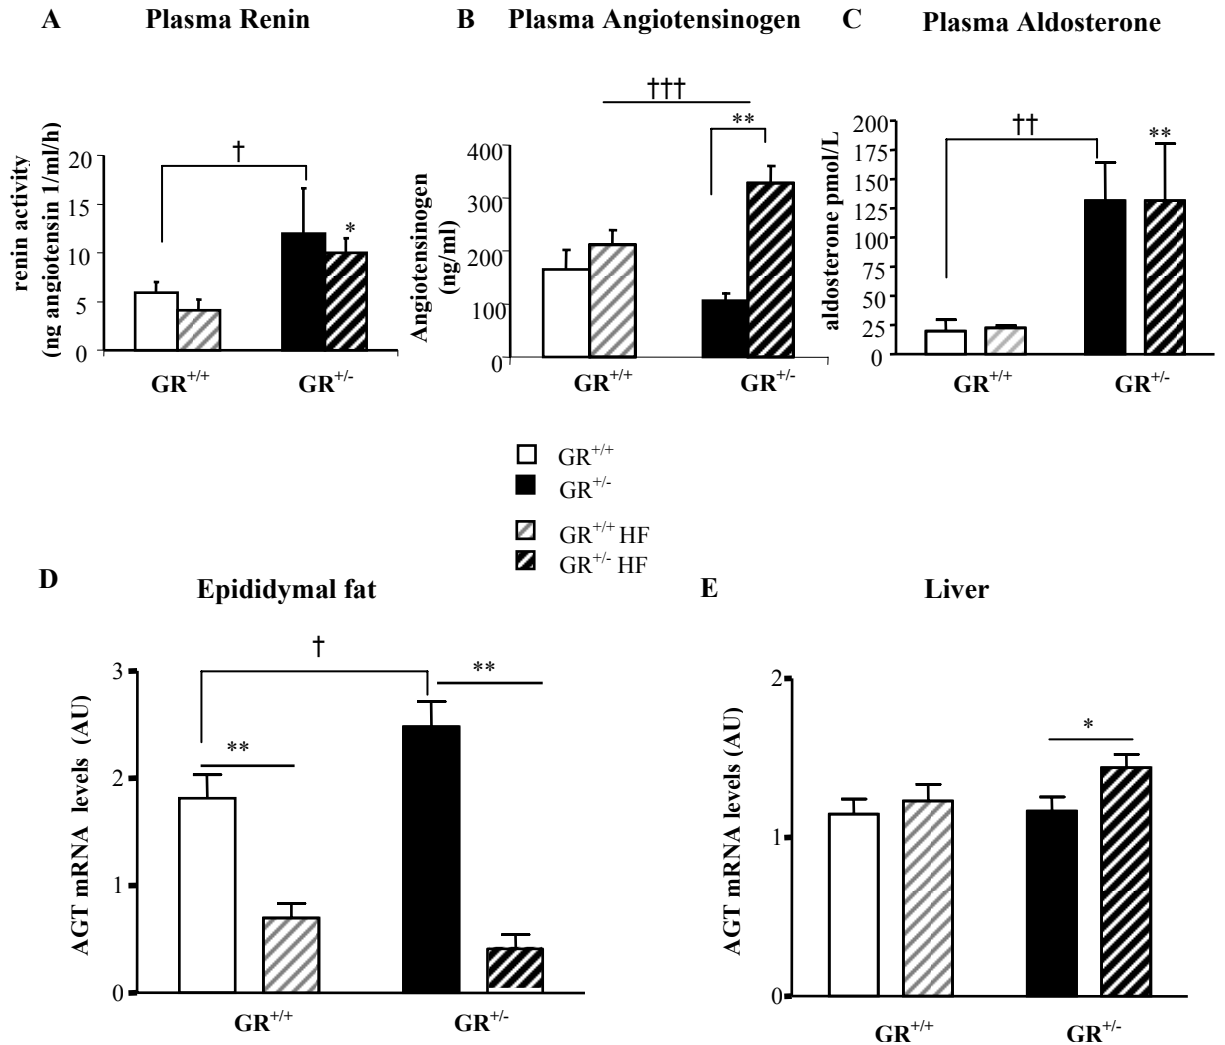 A Plasma Renin
B Plasma Angiotensinogen
C Plasma Aldosterone
renin activity
(ng angiotensin 1/ml/h)
20
15
10
5
0
†
*
GR+/+ GR+/-
Angiotensinogen
(ng/ml)
400
300
200
100
0
†††
**
GR+/+ GR+/-
aldosterone pmol/L
200
175
150
125
100
75
50
25
0
††
**
GR+/+ GR+/-
GR+/+
GR+/-
GR+/+ HF
GR+/- HF
D Epididymal fat
AGT mRNA levels (AU)
3
2
1
0
†
**
**
GR+/+ GR+/-
E Liver
AGT mRNA levels (AU)
2
1
0
*
GR+/+ GR+/-